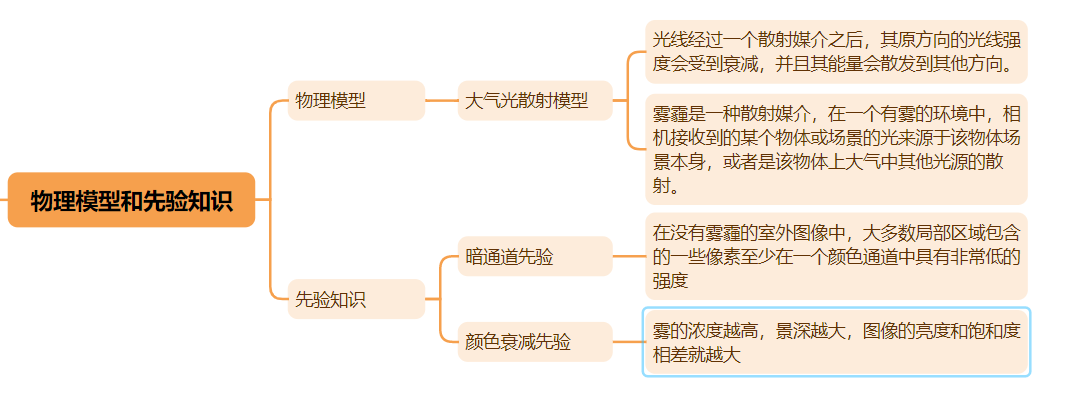 物理模型和先验知识
物理模型
大气光散射模型
光线经过一个散射媒介之后，其原方向的光线强
度会受到衰减，并且其能量会散发到其他方向。
雾霾是一种散射媒介，在一个有雾的环境中，相
机接收到的某个物体或场景的光来源于该物体场
景本身，或者是该物体上大气中其他光源的散
射。
先验知识
暗通道先验
在没有雾霾的室外图像中，大多数局部区域包含
的一些像素至少在一个颜色通道中具有非常低的
强度
颜色衰减先验
雾的浓度越高，景深越大，图像的亮度和饱和度
相差就越大